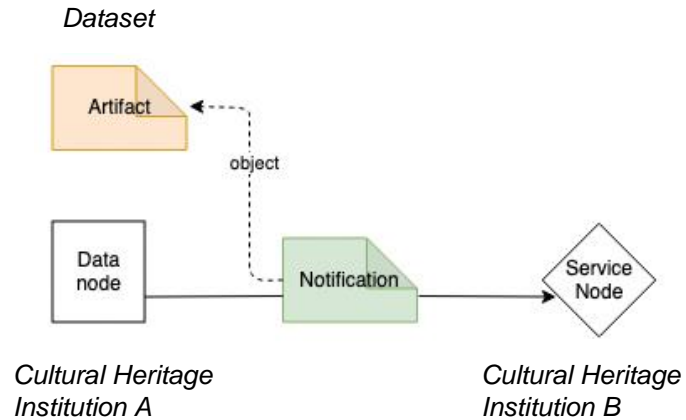 Dataset
Artifact
object
Data
node
Notification
Service
Node
Cultural Heritage
Institution A
Cultural Heritage
Institution B